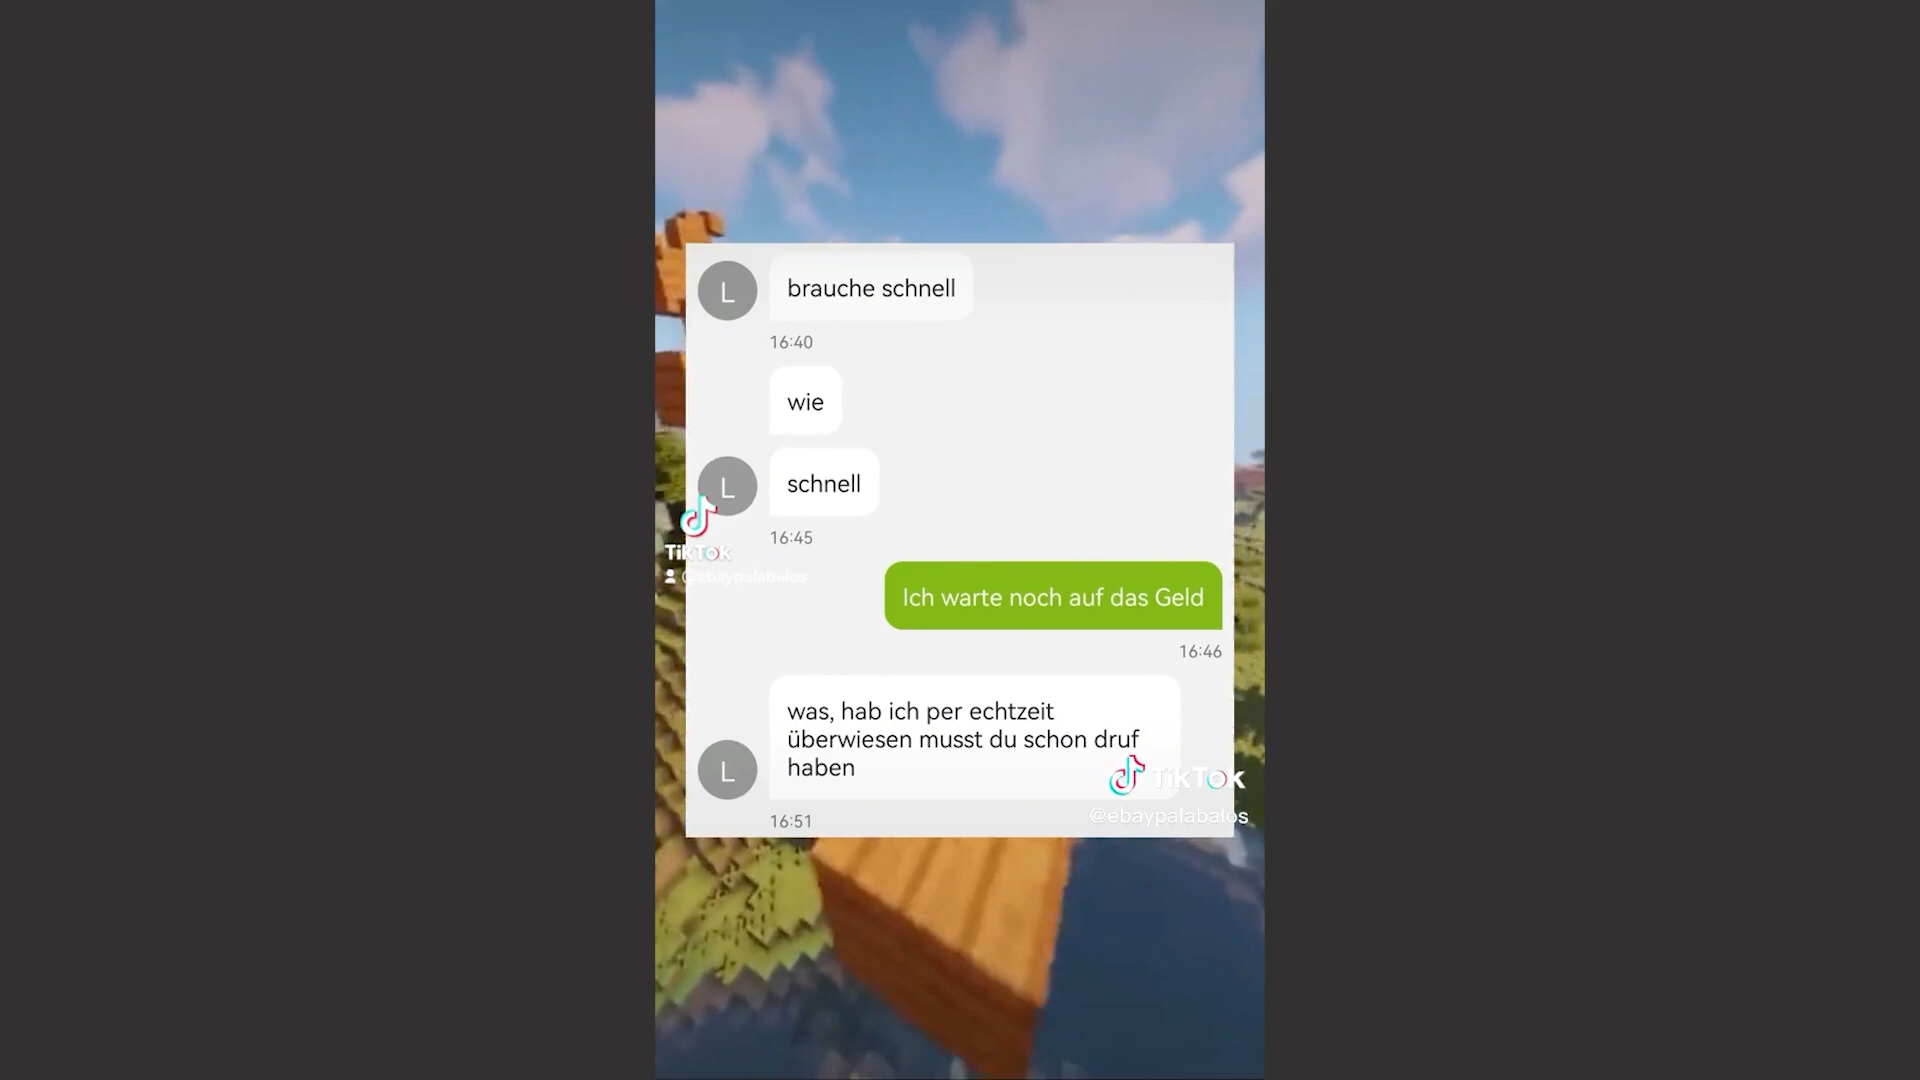 L
brauche schnell
16:40
wie
L
schnell
16:45
TikTok
@ebaypalabalos
Ich warte noch auf das Geld
16:46
was, hab ich per echtzeit
überwiesen musst du schon druf
haben
L
TikTok
@ebaypalabalos
16:51